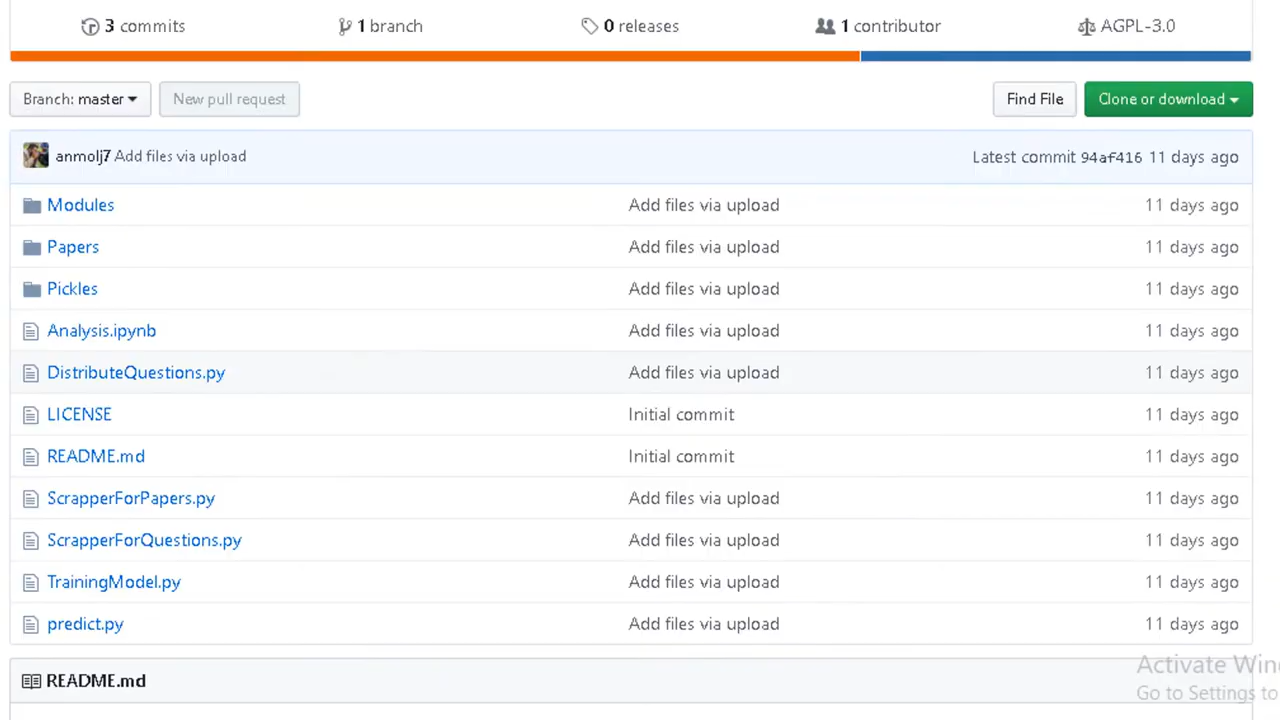 3 commits 1 branch 0 releases 1 contributor AGPL-3.0
Branch: master New pull request Find File Clone or download
anmolj7 Add files via upload Latest commit 94af416 11 days ago
Modules Add files via upload 11 days ago
Papers Add files via upload 11 days ago
Pickles Add files via upload 11 days ago
Analysis.ipynb Add files via upload 11 days ago
DistributeQuestions.py Add files via upload 11 days ago
LICENSE Initial commit 11 days ago
README.md Initial commit 11 days ago
ScrapperForPapers.py Add files via upload 11 days ago
ScrapperForQuestions.py Add files via upload 11 days ago
TrainingModel.py Add files via upload 11 days ago
predict.py Add files via upload 11 days ago
Activate Win
README.md
Go to Settings to